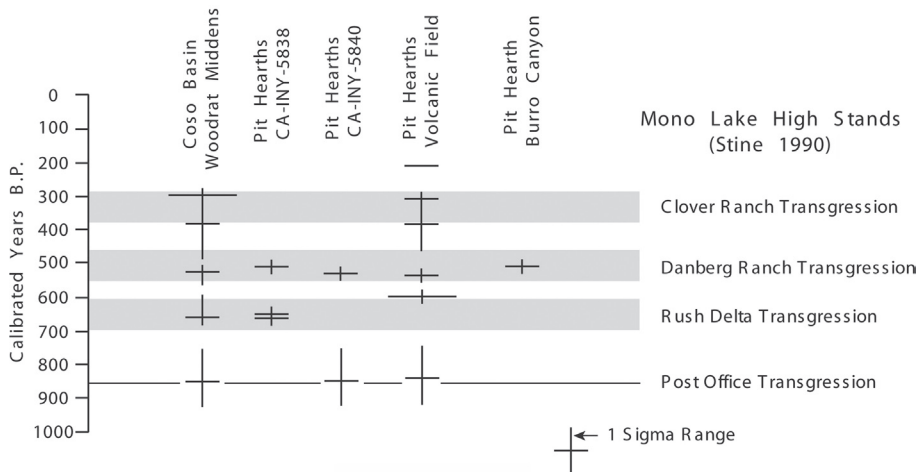 Coso Basin
Woodrat Middens
Pit Hearths
CA-INY-5838
Pit Hearths
CA-INY-5840
Pit Hearths
Volcanic Field
Pit Hearth
Burro Canyon
Mono Lake High Stands
(Stine 1990)
Calibrated Years B.P.
0
100
200
300
400
500
600
700
800
900
1000
Clover Ranch Transgression
Danberg Ranch Transgression
Rush Delta Transgression
Post Office Transgression
1 Sigma Range